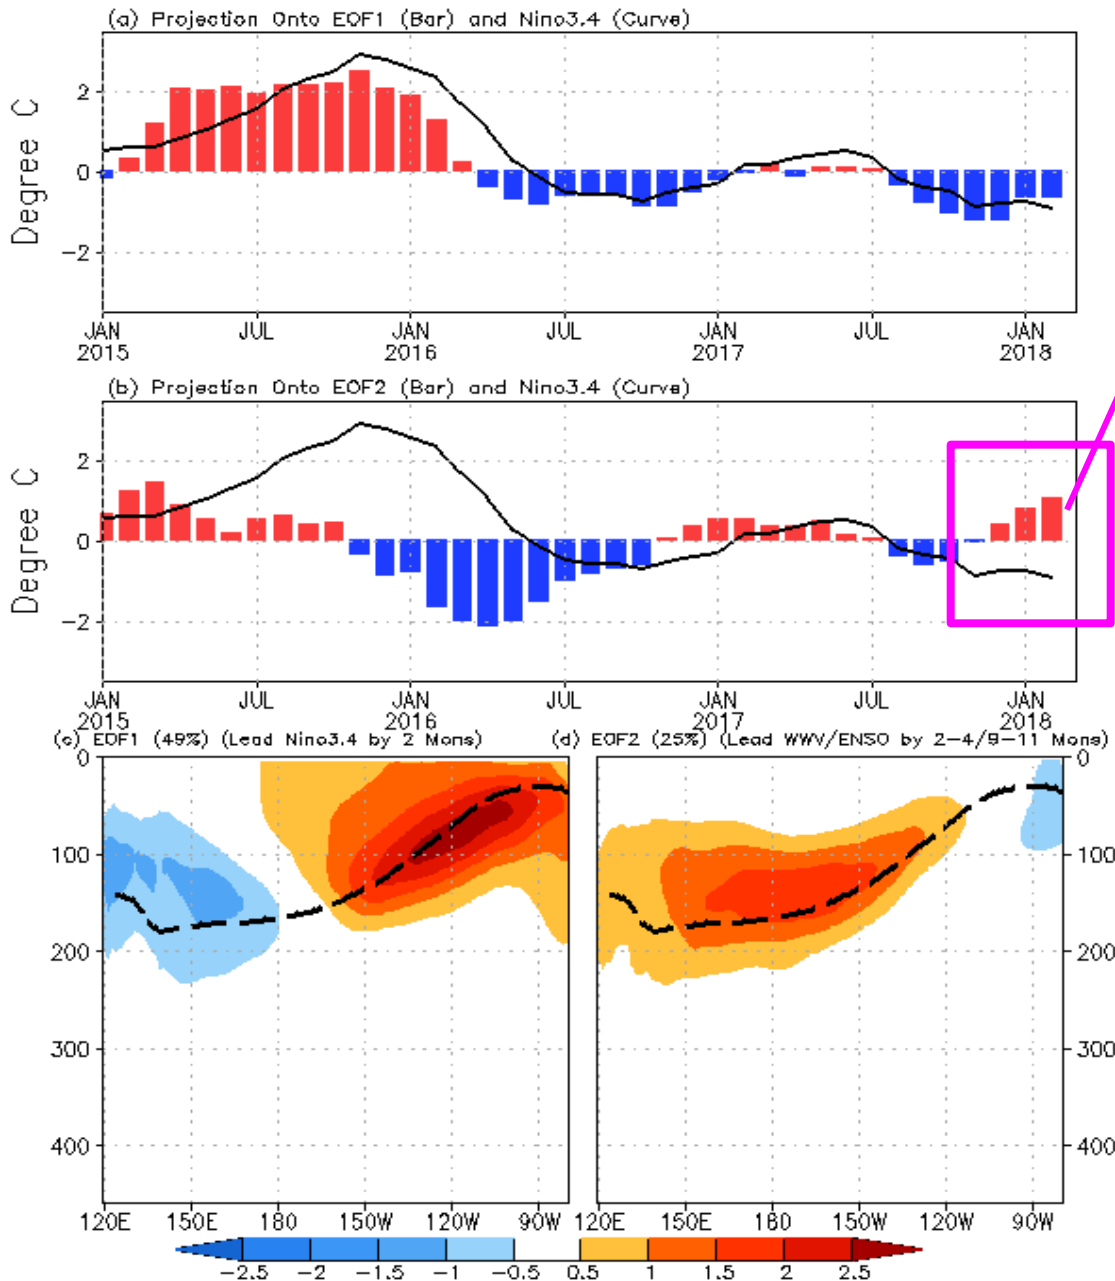 (a) Projection Onto EOF1 (Bar) and Nino3.4 (Curve)
Degree C
2
0
-2
JAN JUL JAN JUL JAN JUL JAN
2015 2016 2017 2018
(b) Projection Onto EOF2 (Bar) and Nino3.4 (Curve)
Degree C
2
0
-2
JAN JUL JAN JUL JAN JUL JAN
2015 2016 2017 2018
(c) EOF1 (49%) (Lead Nino3.4 by 2 Mons)
0
100
200
300
400
120E 150E 180 150W 120W 90W
(d) EOF2 (25%) (Lead WWV/ENSO by 2-4/9-11 Mons)
0
100
200
300
400
120E 150E 180 150W 120W 90W
-2.5 -2 -1.5 -1 -0.5 0.5 1 1.5 2 2.5